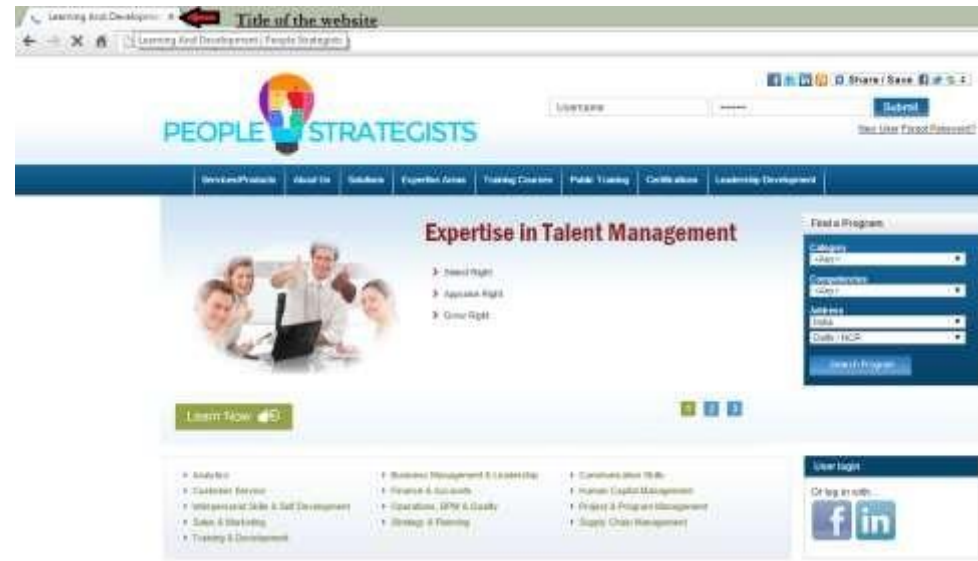 Learning And Developme ×
Title of the website
Learning And Development | People Strategists
Share / Save
Username
Submit
New User Forgot Password?
PEOPLE STRATEGISTS
Services/Products About Us Solutions Expertise Areas Training Courses Public Training Certifications Leadership Development
Expertise in Talent Management
Select Right
Appraise Right
Grow Right
Find a Program
Category
<Any>
Competencies
<Any>
Address
India
Delhi / NCR
Search Program
Learn Now
1 2 3
Analytics
Customer Service
Interpersonal Skills & Self Development
Sales & Marketing
Training & Development
Business Management & Leadership
Finance & Accounts
Operations, BPM & Quality
Strategy & Planning
Communication Skills
Human Capital Management
Project & Program Management
Supply Chain Management
User login
Or log in with...
f in